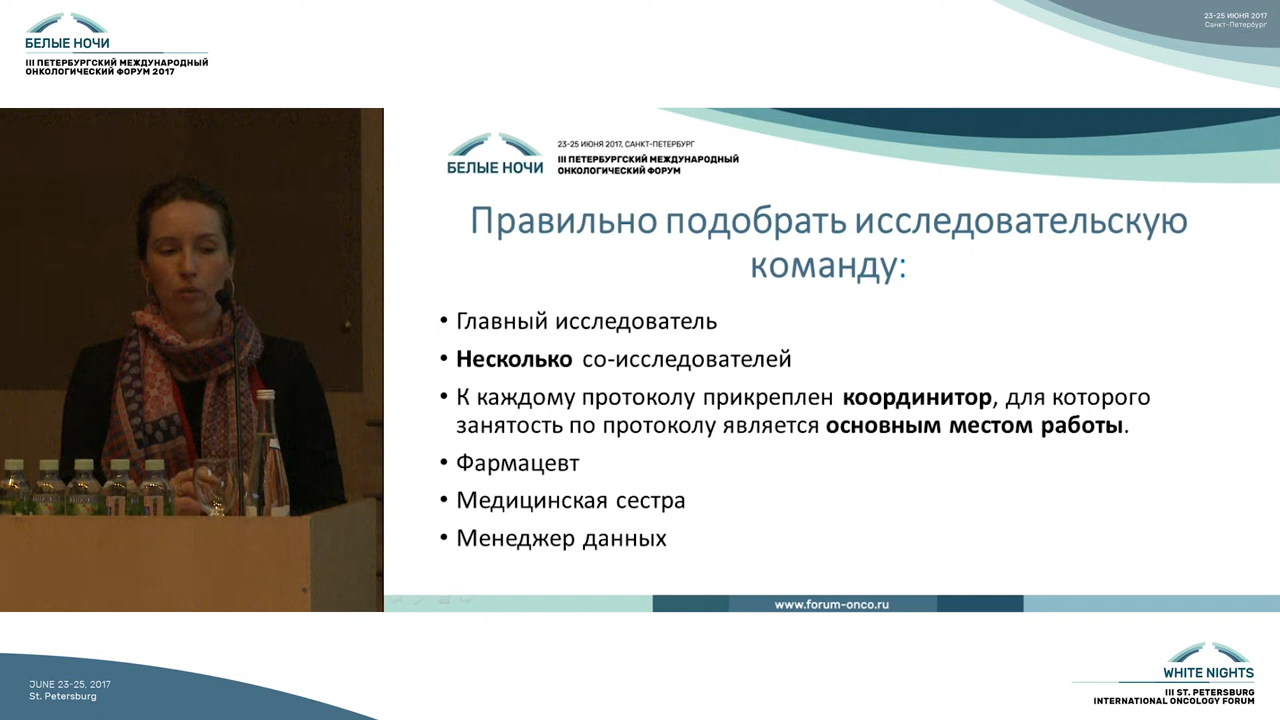 БЕЛЫЕ НОЧИ
III ПЕТЕРБУРГСКИЙ МЕЖДУНАРОДНЫЙ
ОНКОЛОГИЧЕСКИЙ ФОРУМ 2017
23-25 ИЮНЯ 2017
Санкт-Петербург
БЕЛЫЕ НОЧИ
23-25 ИЮНЯ 2017, САНКТ-ПЕТЕРБУРГ
III ПЕТЕРБУРГСКИЙ МЕЖДУНАРОДНЫЙ
ОНКОЛОГИЧЕСКИЙ ФОРУМ
Правильно подобрать исследовательскую
команду:
• Главный исследователь
• Несколько со-исследователей
• К каждому протоколу прикреплен координитор, для которого
занятость по протоколу является основным местом работы.
• Фармацевт
• Медицинская сестра
• Менеджер данных
www.forum-onco.ru
JUNE 23-25, 2017
St. Petersburg
WHITE NIGHTS
III ST. PETERSBURG
INTERNATIONAL ONCOLOGY FORUM